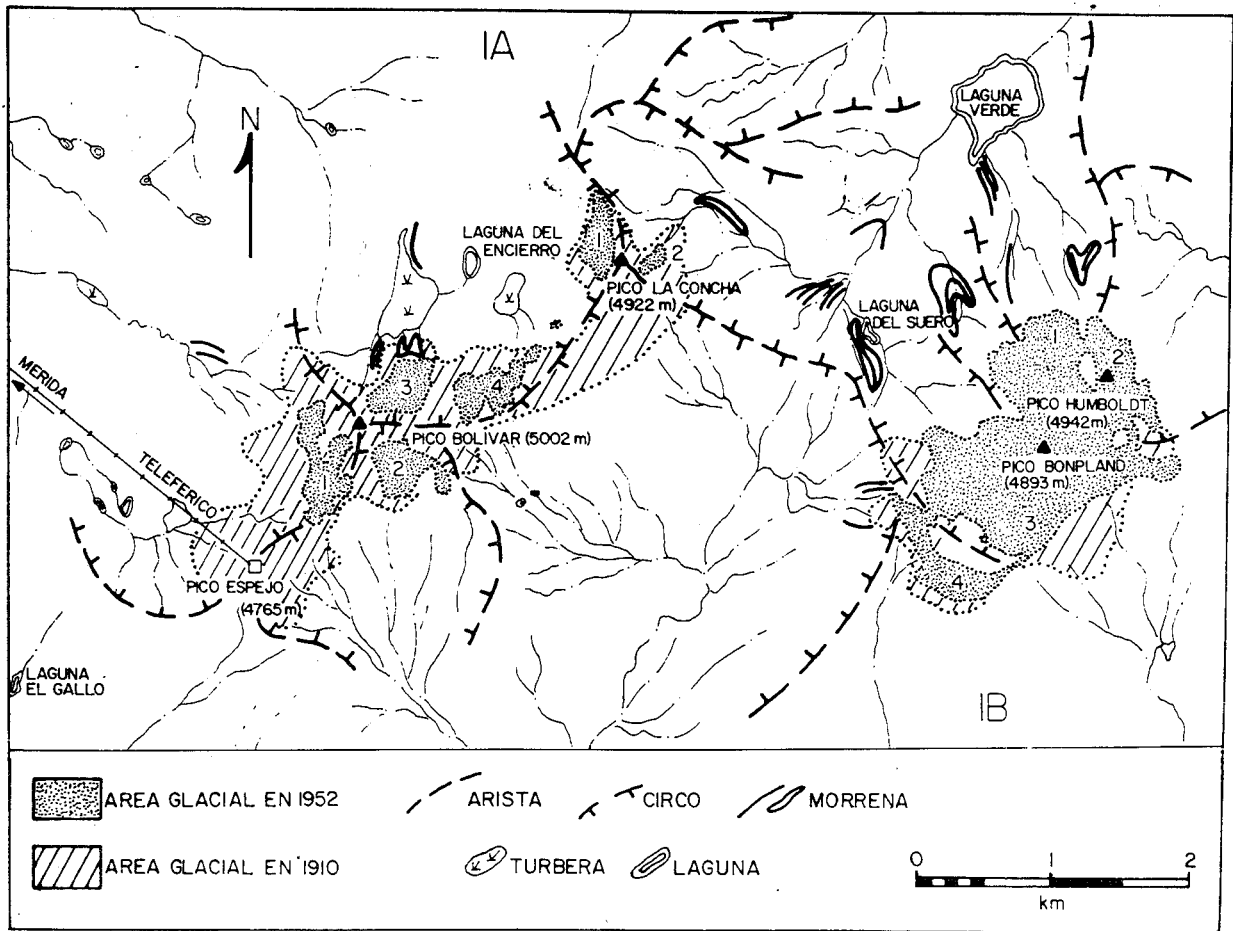 IA
N
LAGUNA
VERDE
LAGUNA DEL
ENCIERRO
1
2
PICO LA CONCHA
(4922 m)
LAGUNA
DEL SUERO
1
2
3
4
MERIDA
PICO HUMBOLDT
(4942m)
PICO BOLIVAR (5002 m)
PICO BONPLAND
(4893 m)
TELEFERICO
1
2
3
4
PICO ESPEJO
(4765 m)
LAGUNA
EL GALLO
IB
AREA GLACIAL EN 1952
ARISTA
CIRCO
MORRENA
AREA GLACIAL EN 1910
TURBERA
LAGUNA
0 1 2
km